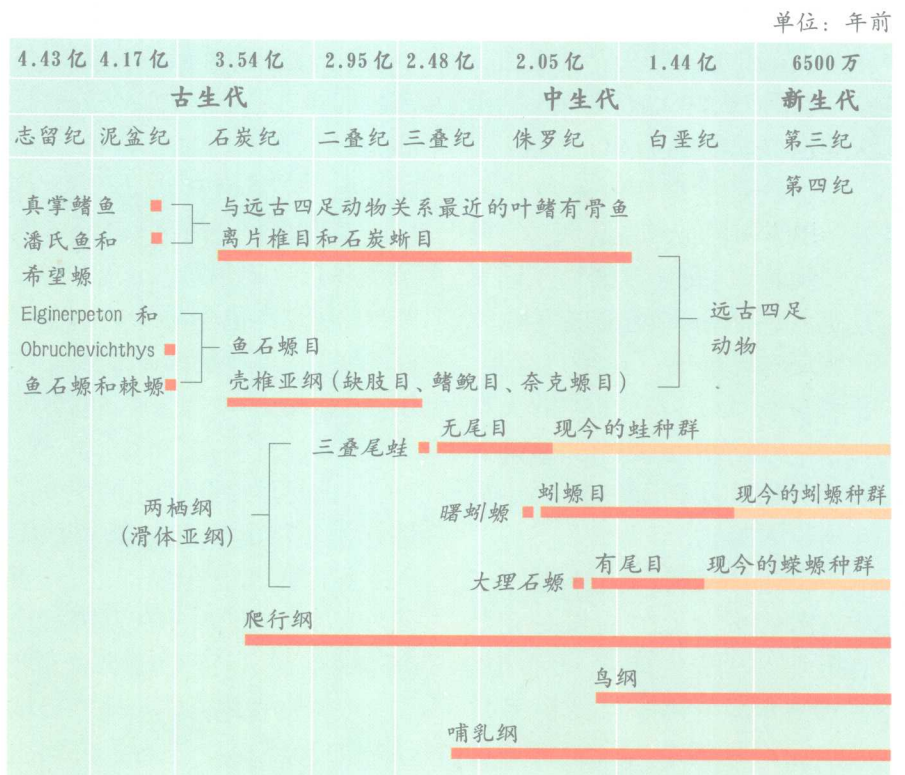 单位：年前
4.43亿 4.17亿 3.54亿 2.95亿 2.48亿 2.05亿 1.44亿 6500万
古生代 中生代 新生代
志留纪 泥盆纪 石炭纪 二叠纪 三叠纪 侏罗纪 白垩纪 第三纪
第四纪
真掌鳍鱼
与远古四足动物关系最近的叶鳍有骨鱼
潘氏鱼和
希望螈
离片椎目和石炭蜥目
Elginerpeton 和
Obruchevichthys
鱼石螈和棘螈
鱼石螈目
壳椎亚纲(缺肢目、鳍鲵目、奈克螈目)
远古四足
动物
三叠尾蛙
无尾目 现今的蛙种群
两栖纲
(滑体亚纲)
曙蚓螈
蚓螈目 现今的蚓螈种群
大理石螈
有尾目 现今的蝾螈种群
爬行纲
鸟纲
哺乳纲